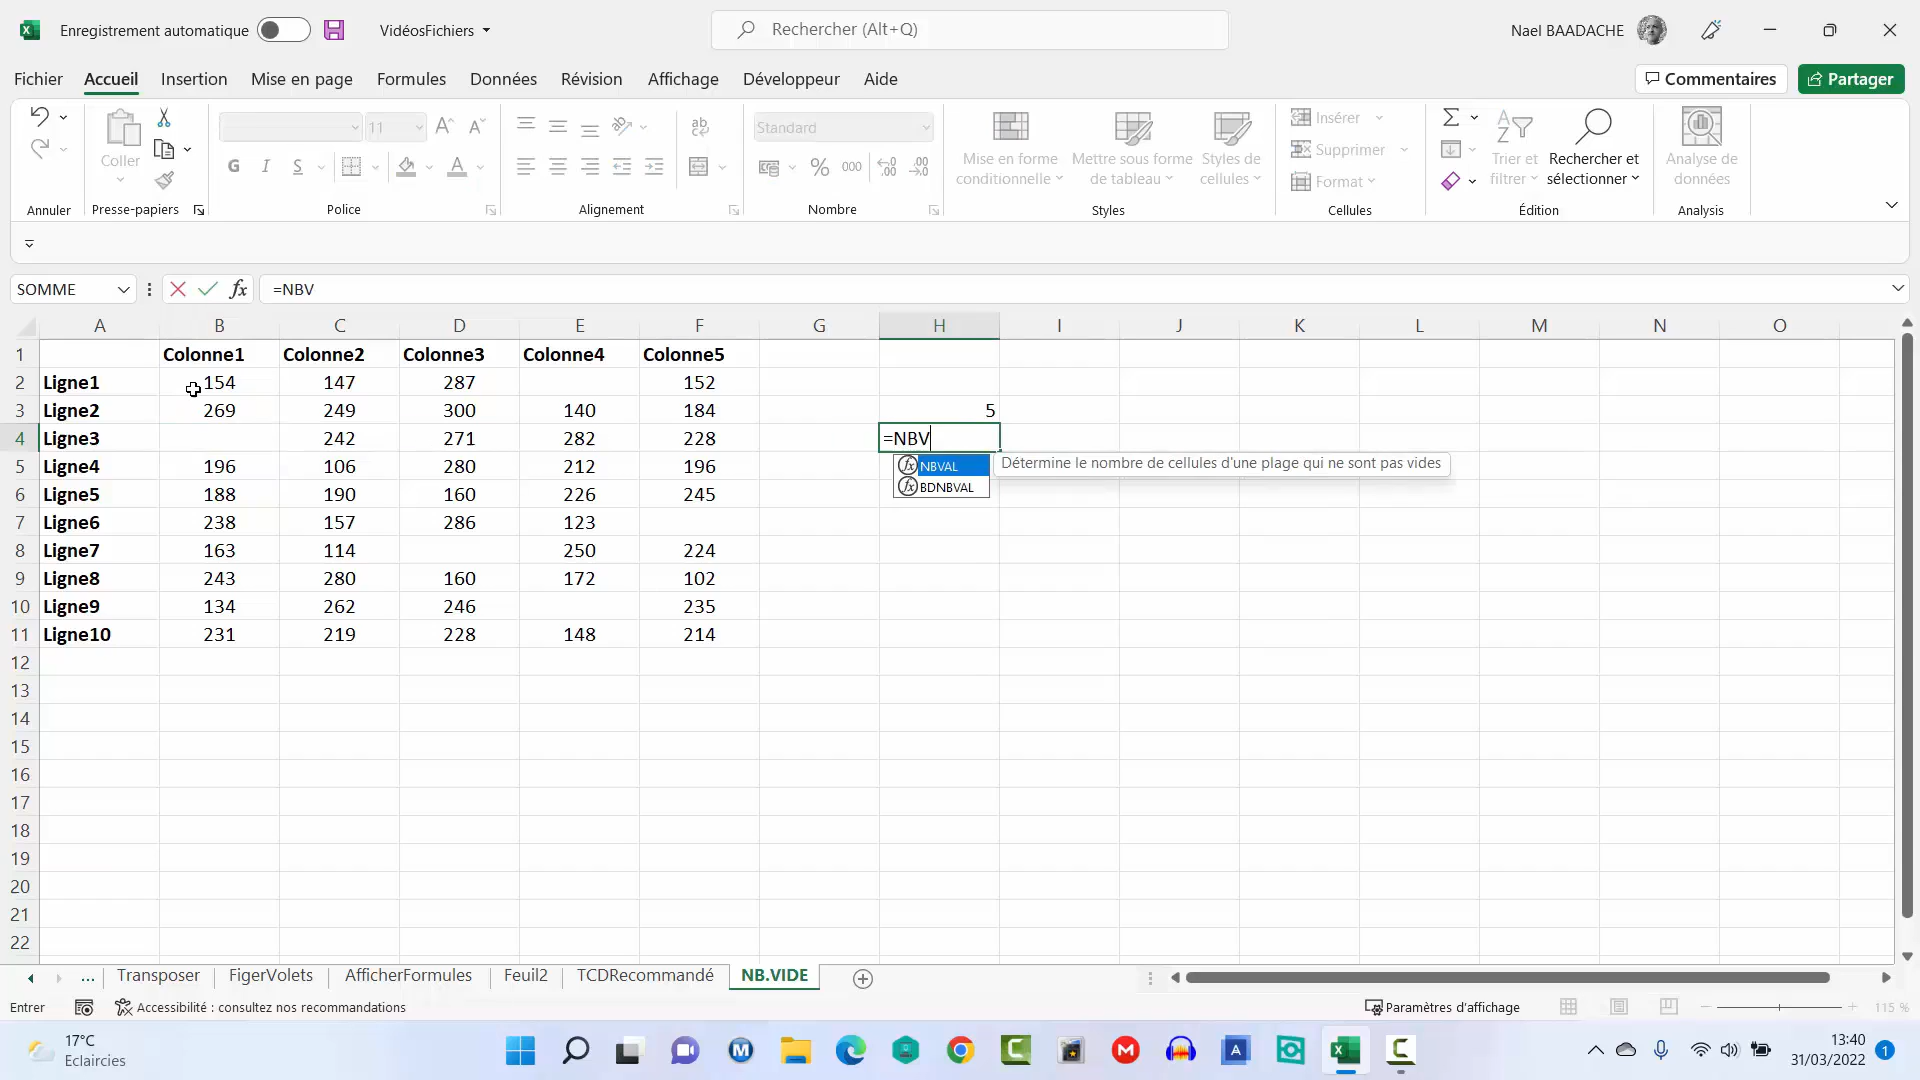 Enregistrement automatique
VidéosFichiers
Rechercher (Alt+Q)
Nael BAADACHE
Fichier Accueil Insertion Mise en page Formules Données Révision Affichage Développeur Aide
Commentaires
Partager
11
Standard
Coller
G I S
A
ab
% 000
Mise en forme conditionnelle
Mettre sous forme de tableau
Styles de cellules
Insérer
Supprimer
Format
Trier et filtrer
Rechercher et sélectionner
Analyse de données
Annuler Presse-papiers Police Alignement Nombre Styles Cellules Édition Analysis
SOMME
fx
=NBV
A B C D E F G H I J K L M N O
1 Colonne1 Colonne2 Colonne3 Colonne4 Colonne5
2 Ligne1 154 147 287 152
3 Ligne2 269 249 300 140 184 5
4 Ligne3 242 271 282 228 =NBV
5 Ligne4 196 106 280 212 196
NBVAL
Détermine le nombre de cellules d'une plage qui ne sont pas vides
BDNBVAL
6 Ligne5 188 190 160 226 245
7 Ligne6 238 157 286 123
8 Ligne7 163 114 250 224
9 Ligne8 243 280 160 172 102
10 Ligne9 134 262 246 235
11 Ligne10 231 219 228 148 214
12
13
14
15
16
17
18
19
20
21
22
... Transposer FigerVolets AfficherFormules Feuil2 TCDRecommandé NB.VIDE
Entrer
Accessibilité : consultez nos recommandations
Paramètres d'affichage
115 %
17°C
Eclaircies
13:40
31/03/2022
1